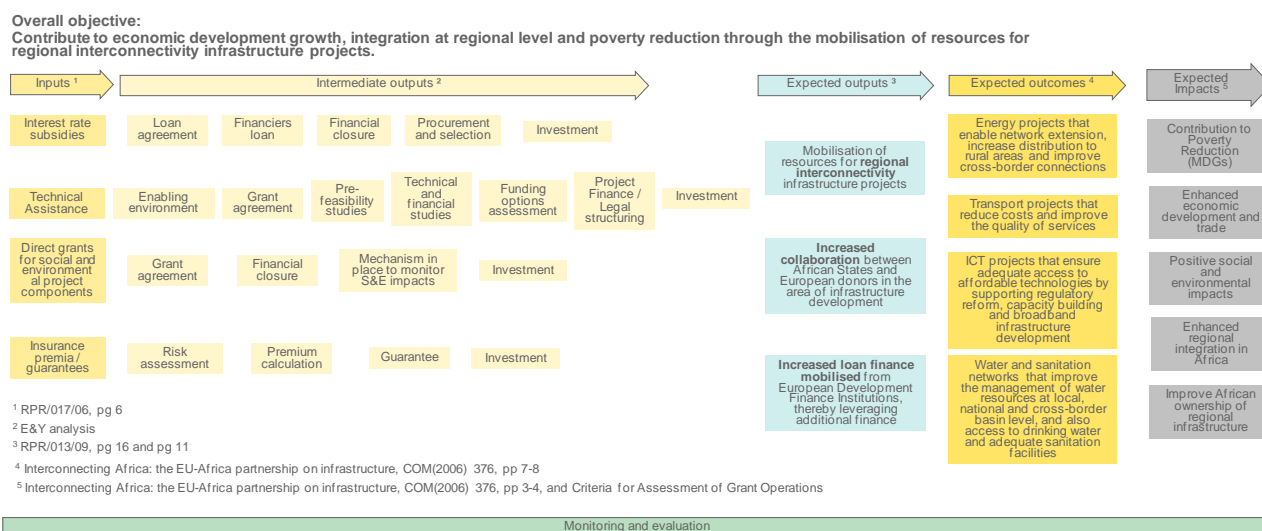 Overall objective:
Contribute to economic development growth, integration at regional level and poverty reduction through the mobilisation of resources for
regional interconnectivity infrastructure projects.
Inputs ¹
Intermediate outputs ²
Expected outputs ³
Expected outcomes ⁴
Expected
Impacts ⁵
Interest rate
subsidies
Loan
agreement
Financiers
loan
Financial
closure
Procurement
and selection
Investment
Technical
Assistance
Enabling
environment
Grant
agreement
Pre-
feasibility
studies
Technical
and
financial
studies
Funding
options
assessment
Project
Finance /
Legal
structuring
Investment
Direct grants
for social and
environment
al project
components
Grant
agreement
Financial
closure
Mechanism in
place to monitor
S&E impacts
Investment
Insurance
premia /
guarantees
Risk
assessment
Premium
calculation
Guarantee
Investment
Mobilisation of
resources for regional
interconnectivity
infrastructure projects
Increased
collaboration between
African States and
European donors in the
area of infrastructure
development
Increased loan finance
mobilised from
European Development
Finance Institutions,
thereby leveraging
additional finance
Energy projects that
enable network extension,
increase distribution to
rural areas and improve
cross-border connections
Transport projects that
reduce costs and improve
the quality of services
ICT projects that ensure
adequate access to
affordable technologies by
supporting regulatory
reform, capacity building
and broadband
infrastructure
development
Water and sanitation
networks that improve
the management of water
resources at local,
national and cross-border
basin level, and also
access to drinking water
and adequate sanitation
facilities
Contribution to
Poverty
Reduction
(MDGs)
Enhanced
economic
development and
trade
Positive social
and
environmental
impacts
Enhanced
regional
integration in
Africa
Improve African
ownership of
regional
infrastructure
¹ RPR/017/06, pg 6
² E&Y analysis
³ RPR/013/09, pg 16 and pg 11
⁴ Interconnecting Africa: the EU-Africa partnership on infrastructure, COM(2006) 376, pp 7-8
⁵ Interconnecting Africa: the EU-Africa partnership on infrastructure, COM(2006) 376, pp 3-4, and Criteria for Assessment of Grant Operations
Monitoring and evaluation